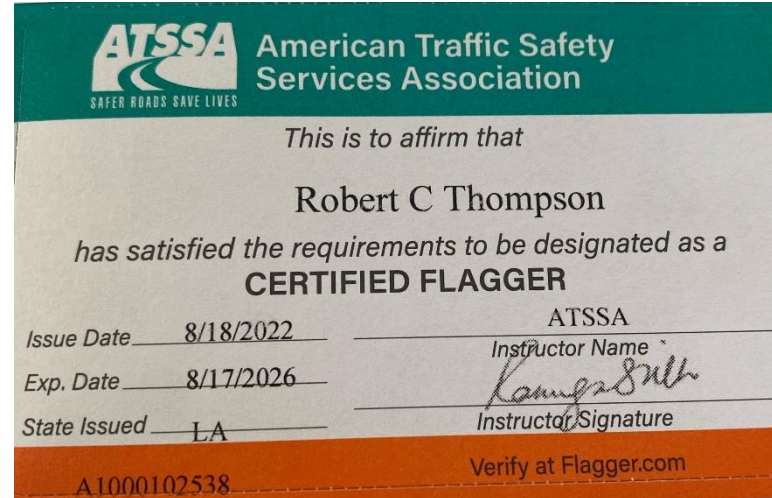 ATSSA
SAFER ROADS SAVE LIVES
American Traffic Safety
Services Association
This is to affirm that
Robert C Thompson
has satisfied the requirements to be designated as a
CERTIFIED FLAGGER
Issue Date 8/18/2022
ATSSA
Instructor Name
Exp. Date 8/17/2026
State Issued LA
Instructor Signature
A1000102538
Verify at Flagger.com